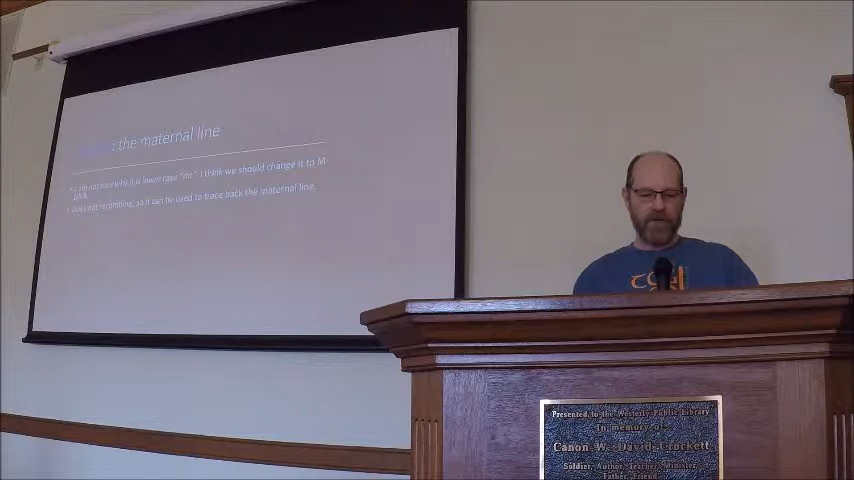 : the maternal line
• I am not sure why it is lower case "mt" I think we should change it to M
DNA.
• Does not recombine, so it can be used to trace back the maternal line.
Presented to the Westerly Public Library
In memory of
Canon W. David Crockett
Soldier, Author, Teacher, Minister
Father, Friend